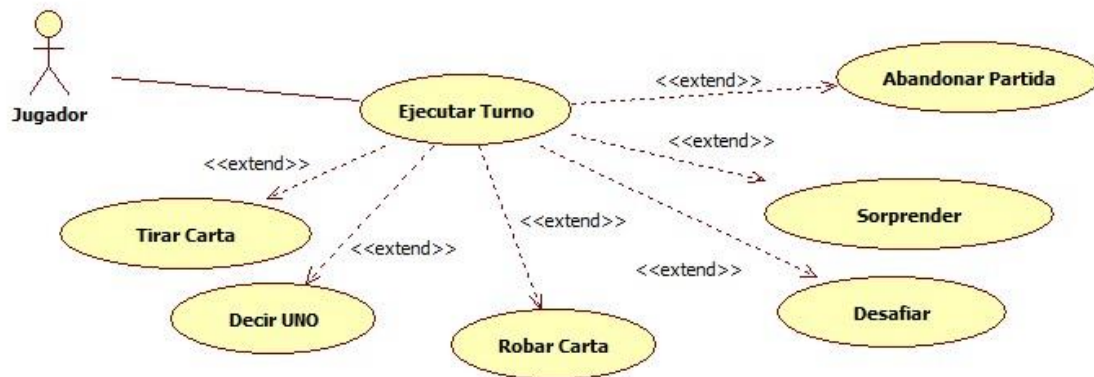 Jugador
Ejecutar Turno
<<extend>>
Abandonar Partida
<<extend>>
Sorprender
<<extend>>
Tirar Carta
<<extend>>
Decir UNO
<<extend>>
Robar Carta
<<extend>>
Desafiar